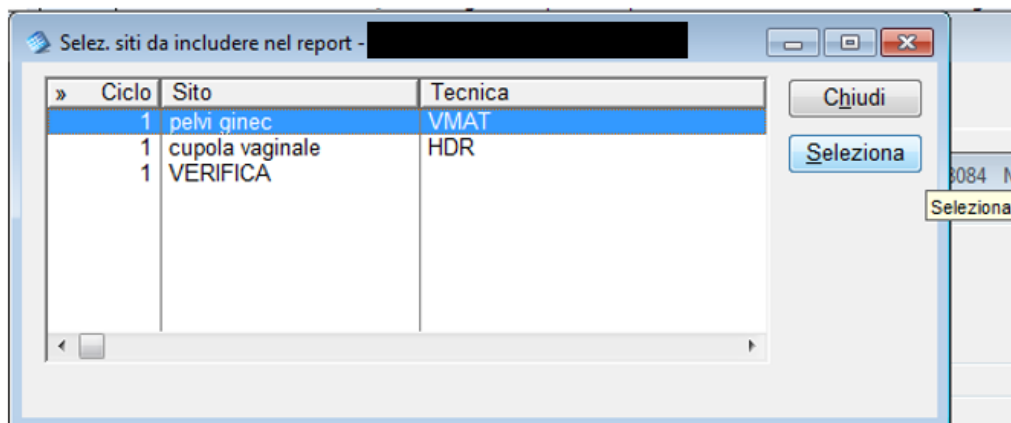 Selez. siti da includere nel report -
» Ciclo Sito Tecnica
1 pelvi ginec VMAT
1 cupola vaginale HDR
1 VERIFICA
Chiudi
Seleziona
3084
Seleziona